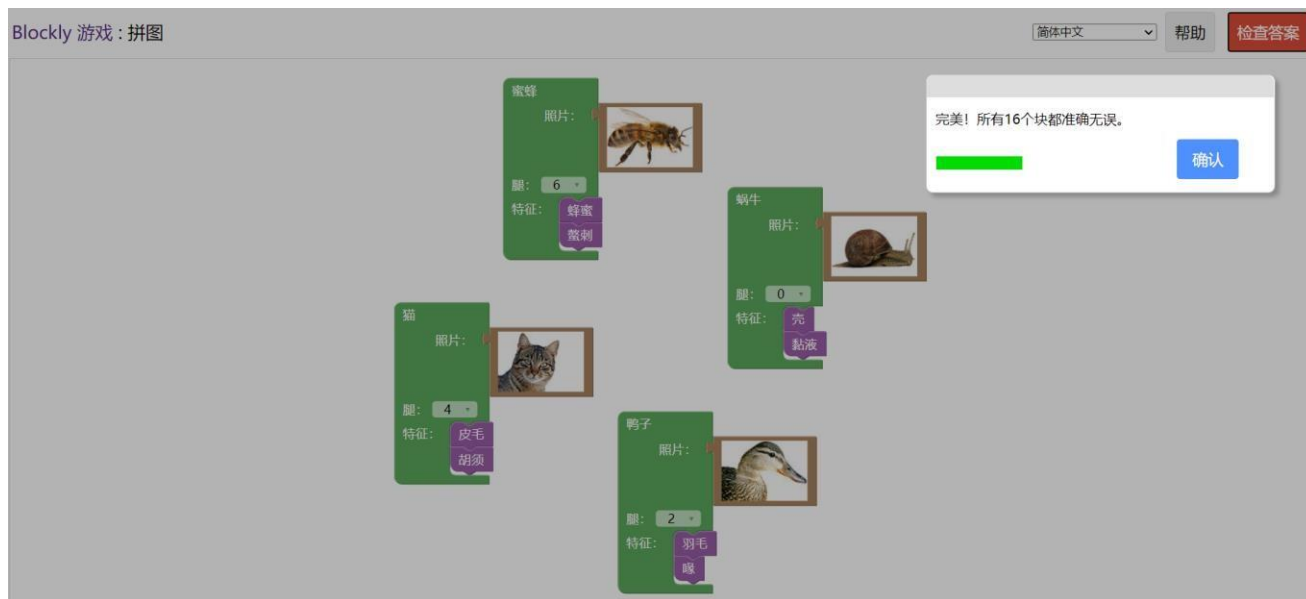 Blockly 游戏 : 拼图
简体中文
帮助
检查答案
完美！所有16个块都准确无误。
确认
蜜蜂
照片：
腿： 6
特征：
蜂蜜
螫刺
蜗牛
照片：
腿： 0
特征：
壳
黏液
猫
照片：
腿： 4
特征：
皮毛
胡须
鸭子
照片：
腿： 2
特征：
羽毛
喙